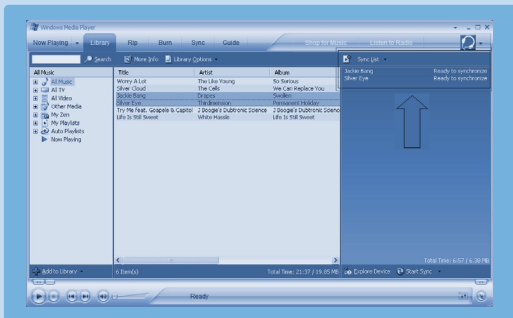 Windows Media Player
Now Playing Library Rip Burn Sync Guide Shop for Music Listen to Radio
Search More Info Library Options Sync List
All Music
All Music
All TV
All Video
Other Media
My Zen
My Playlists
Auto Playlists
Now Playing
Title Artist Album
Worry A Lot The Like Young So Serious
Silver Cloud The Cells We Can Replace You
Jackie Bang Drapes Swollen
Silver Eye Thirdimension Permanent Holiday
Try Me feat. Goapele & Capitol J Boogie's Dubtronic Science J Boogie's Dubtronic Scien
Life Is Still Sweet White Hassle Life Is Still Sweet
Jackie Bang Ready to synchronize
Silver Eye Ready to synchronize
Total Time: 6:57 / 6.38 MB
Add to Library 6 Item(s) Total Time: 21:37 / 19.85 MB Explore Device Start Sync
Ready